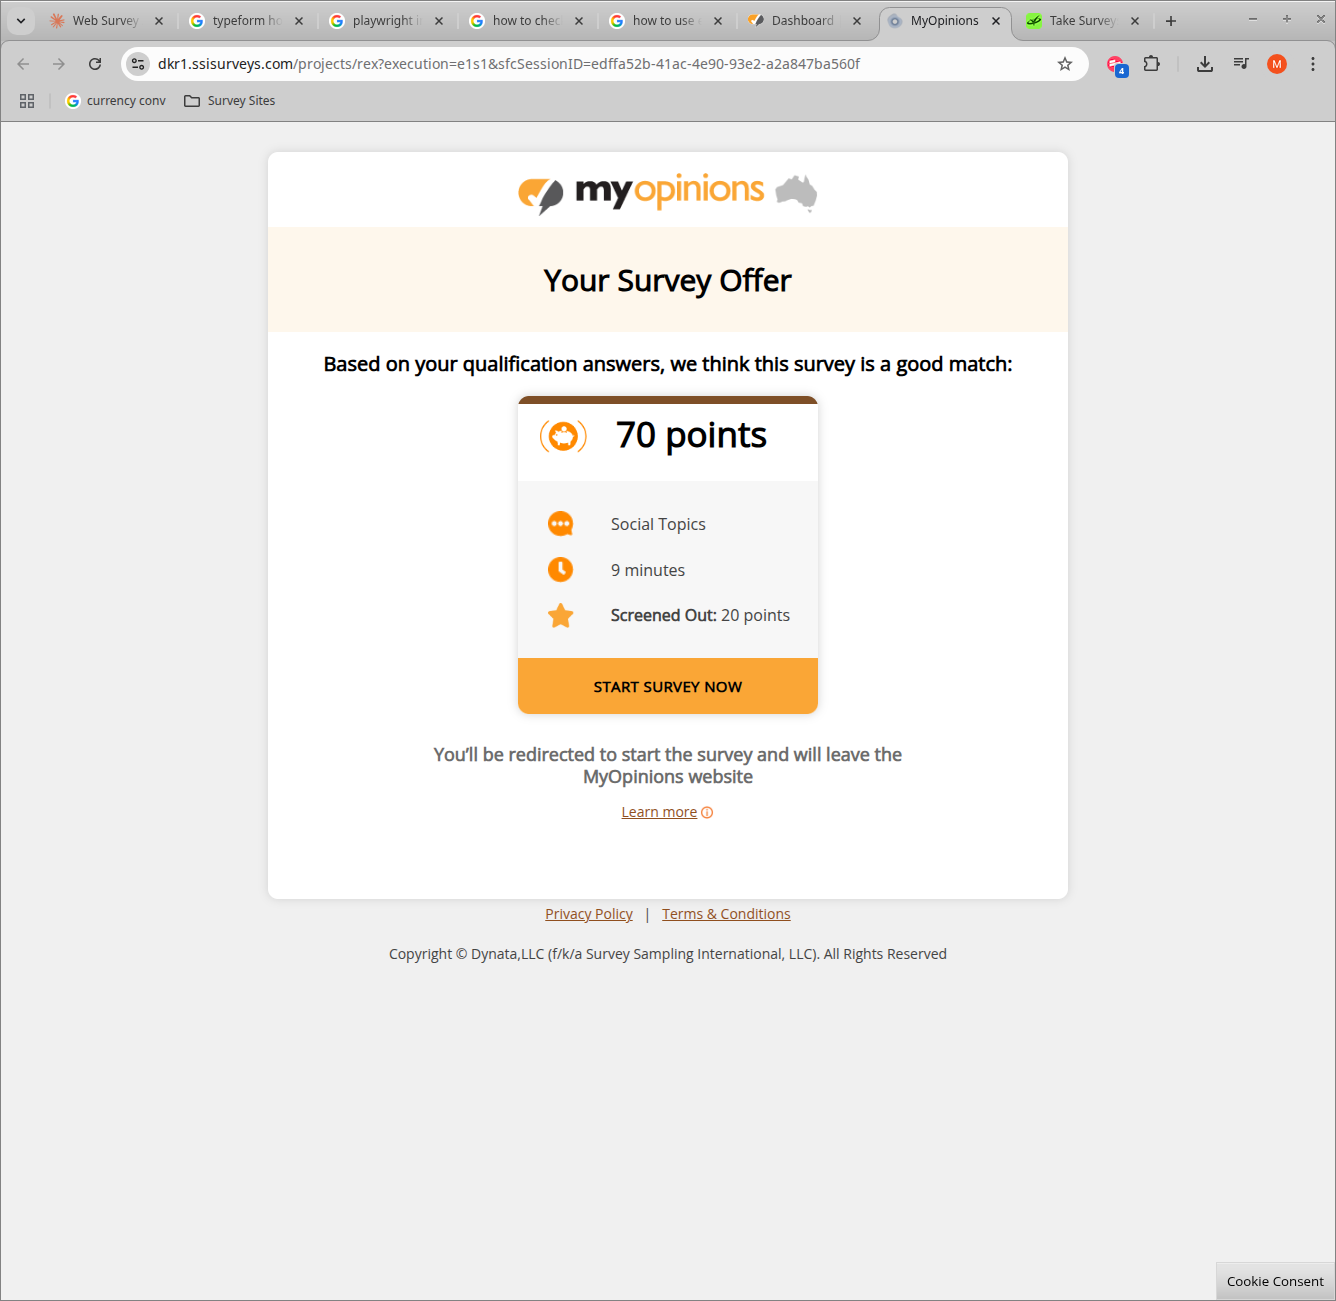 Web Survey
typeform ho
playwright i
how to chec
how to use
Dashboard
MyOpinions
Take Survey
dkr1.ssisurveys.com/projects/rex?execution=e1s1&sfcSessionID=edffa52b-41ac-4e90-93e2-a2a847ba560f
4
M
currency conv
Survey Sites
myopinions
Your Survey Offer
Based on your qualification answers, we think this survey is a good match:
70 points
Social Topics
9 minutes
Screened Out: 20 points
START SURVEY NOW
You’ll be redirected to start the survey and will leave the
MyOpinions website
Learn more
Privacy Policy | Terms & Conditions
Copyright © Dynata,LLC (f/k/a Survey Sampling International, LLC). All Rights Reserved
Cookie Consent